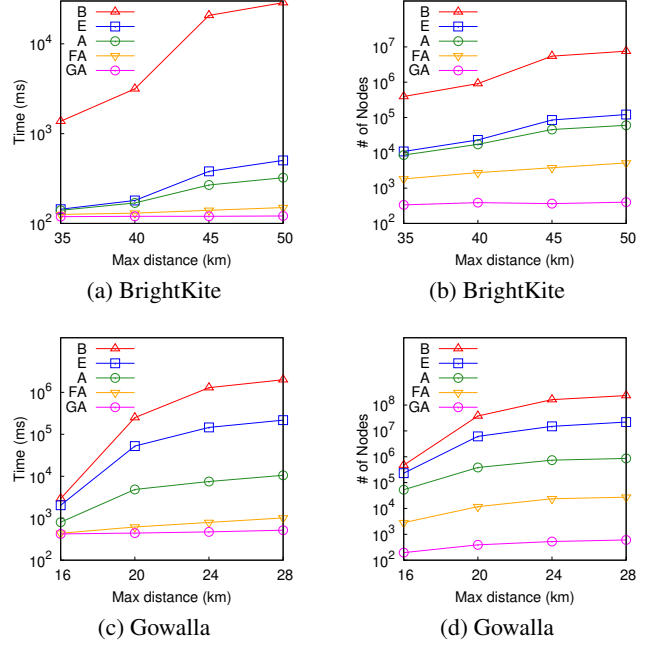 B
E
A
FA
GA
Time (ms)
10^4
10^3
10^2
35 40 45 50
Max distance (km)
(a) BrightKite
B
E
A
FA
GA
# of Nodes
10^7
10^6
10^5
10^4
10^3
10^2
35 40 45 50
Max distance (km)
(b) BrightKite
B
E
A
FA
GA
Time (ms)
10^6
10^5
10^4
10^3
10^2
16 20 24 28
Max distance (km)
(c) Gowalla
B
E
A
FA
GA
# of Nodes
10^8
10^7
10^6
10^5
10^4
10^3
10^2
16 20 24 28
Max distance (km)
(d) Gowalla